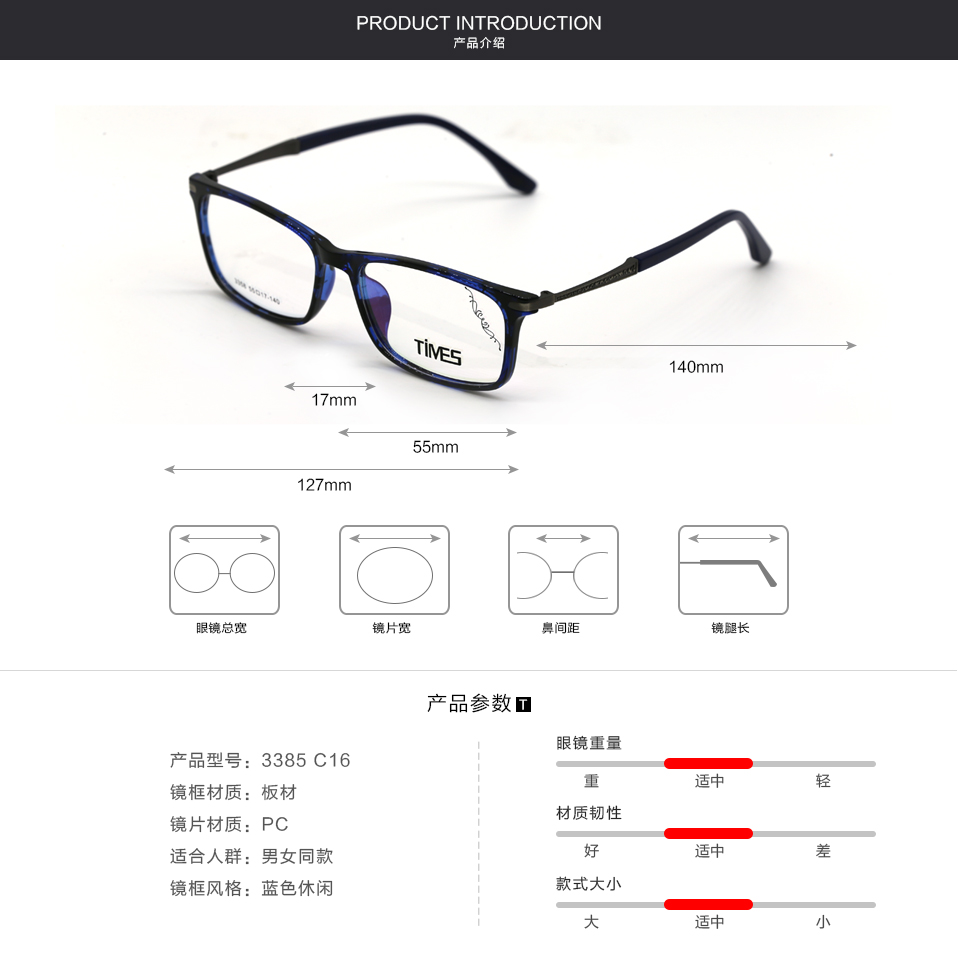 PRODUCT INTRODUCTION
产品介绍
55□17-140
TIMES
140mm
17mm
55mm
127mm
眼镜总宽
镜片宽
鼻间距
镜腿长
产品参数 T
产品型号：3385 C16
镜框材质：板材
镜片材质：PC
适合人群：男女同款
镜框风格：蓝色休闲
眼镜重量
重 适中 轻
材质韧性
好 适中 差
款式大小
大 适中 小